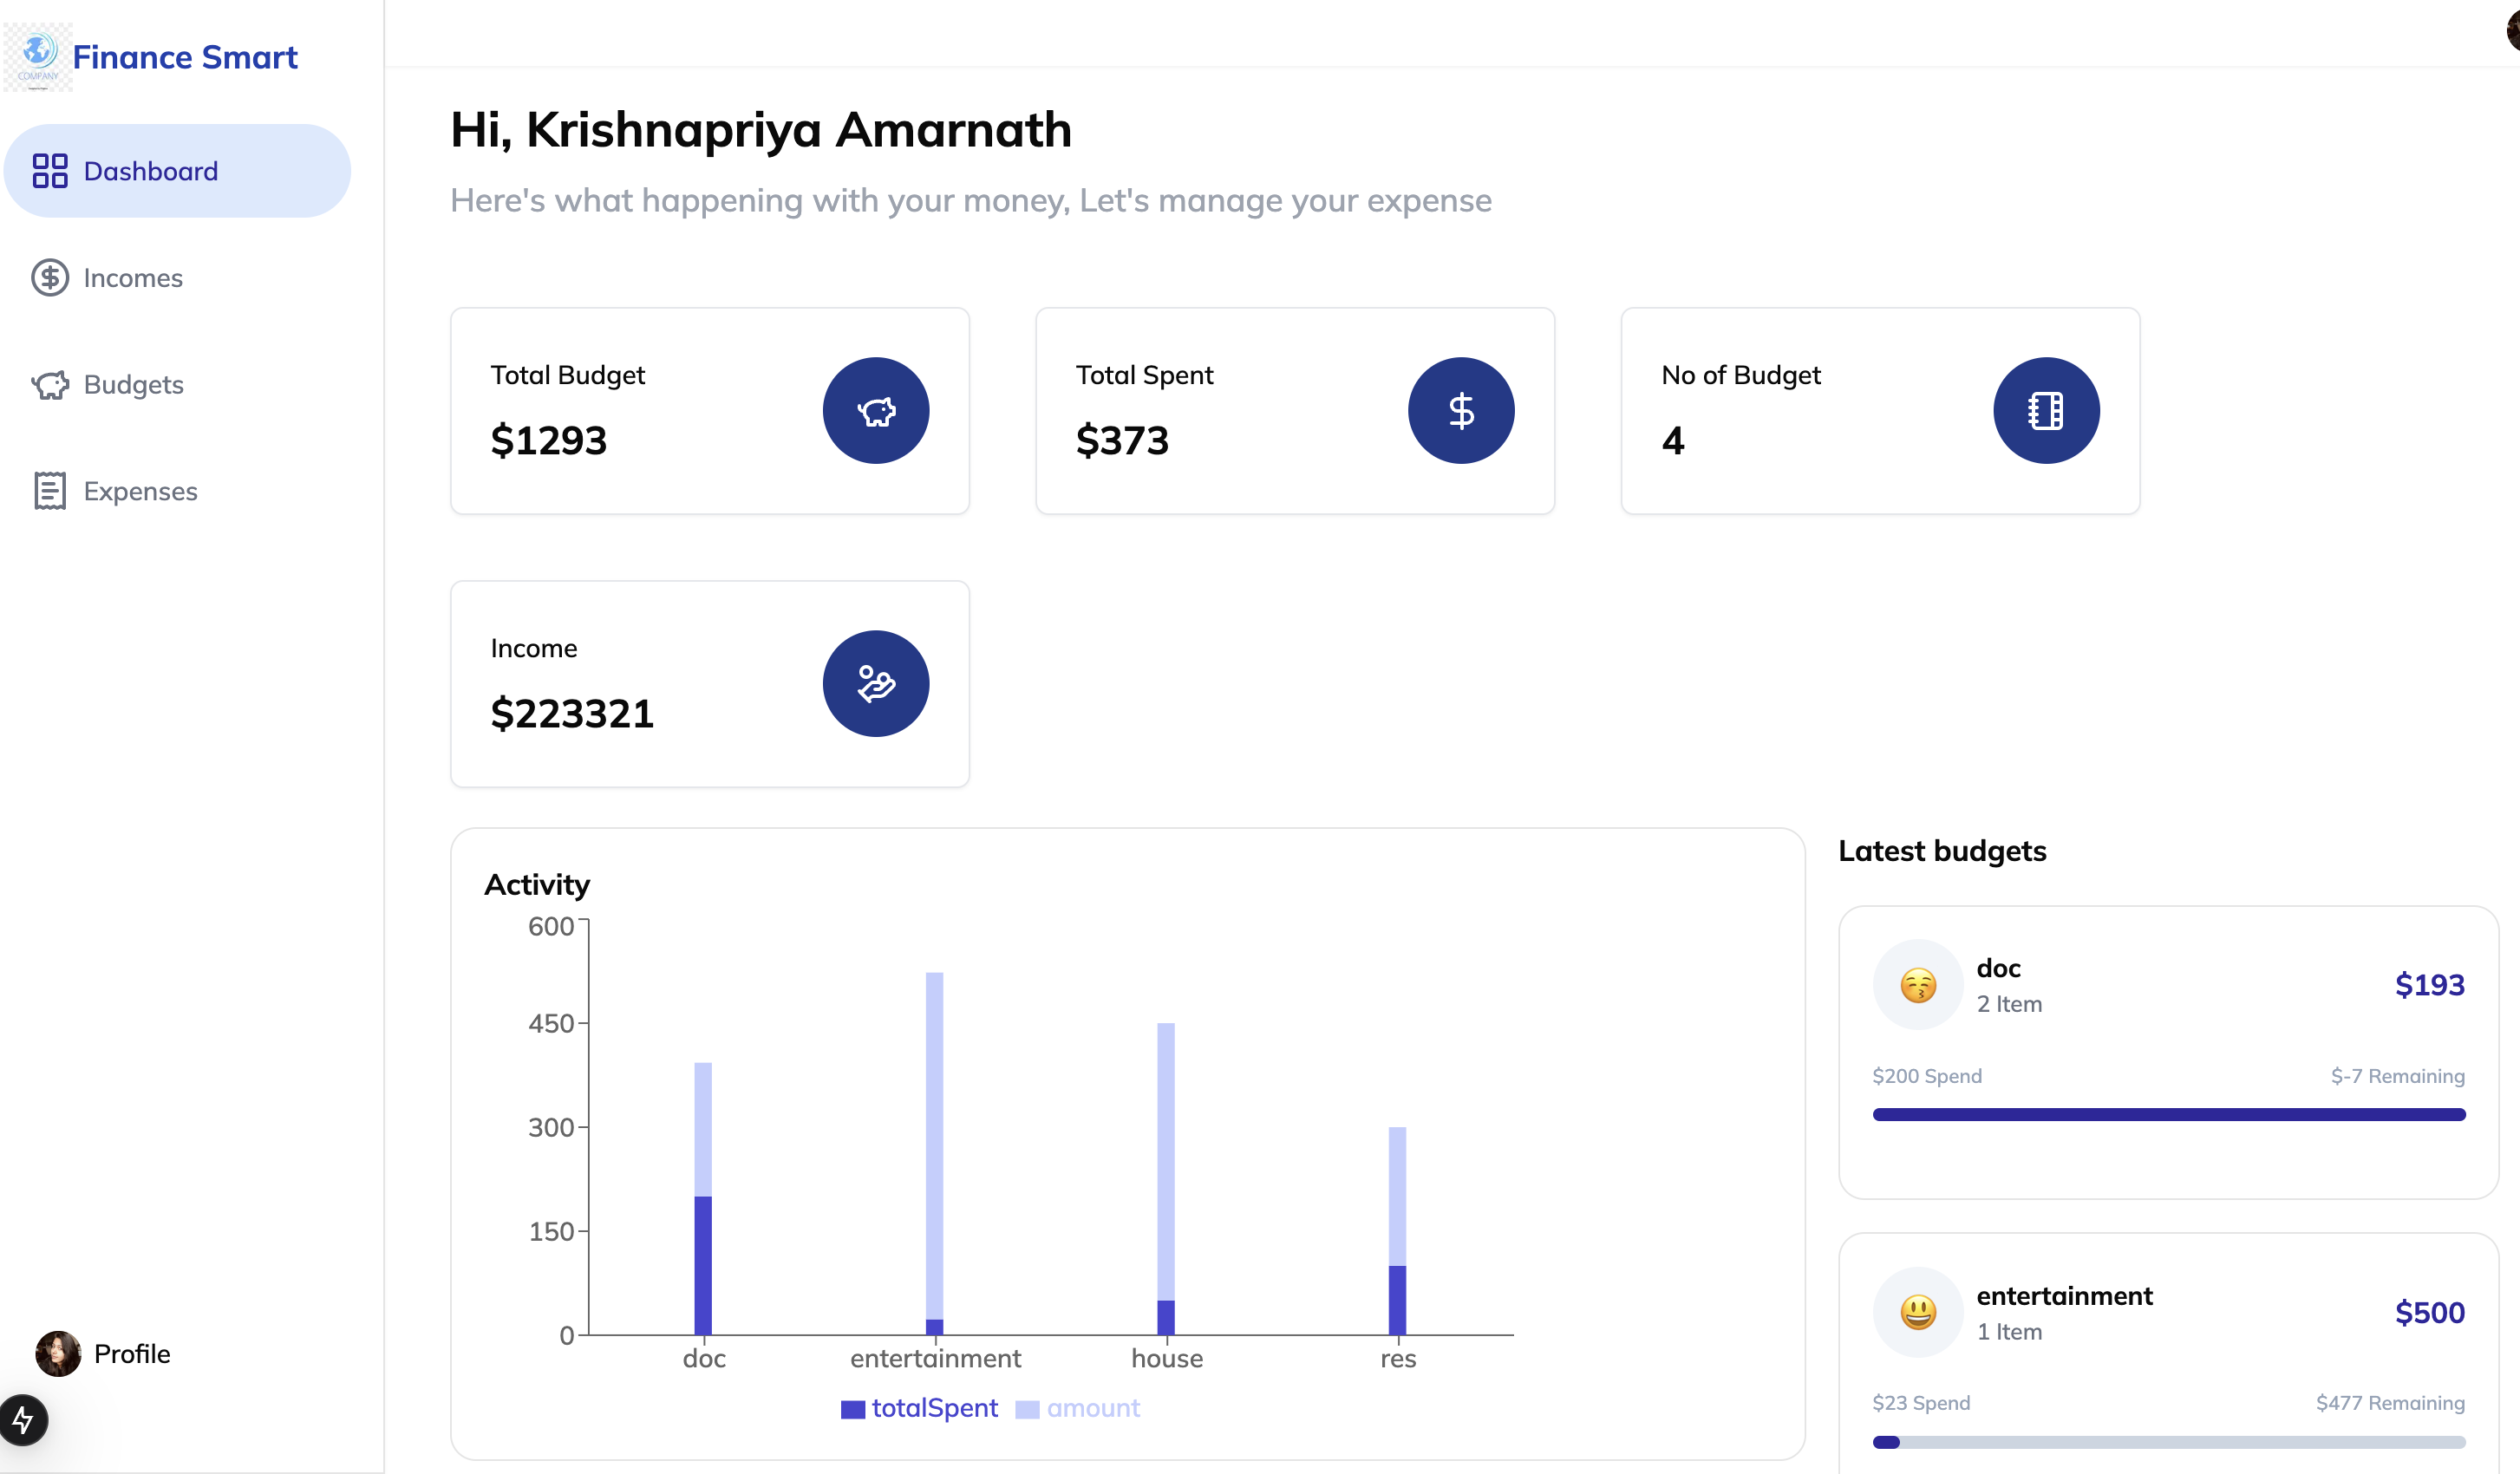 COMPANY
Finance Smart
Dashboard
Incomes
Budgets
Expenses
Profile
Hi, Krishnapriya Amarnath
Here's what happening with your money, Let's manage your expense
Total Budget
$1293
Total Spent
$373
No of Budget
4
Income
$223321
Activity
600
450
300
150
0
doc entertainment house res
totalSpent amount
Latest budgets
doc
2 Item
$193
$200 Spend $-7 Remaining
entertainment
1 Item
$500
$23 Spend $477 Remaining